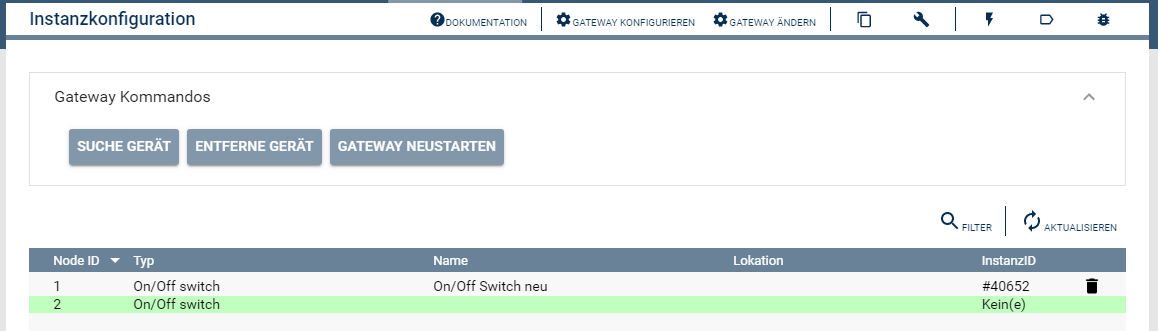 Instanzkonfiguration DOKUMENTATION GATEWAY KONFIGURIEREN GATEWAY ÄNDERN
Gateway Kommandos
SUCHE GERÄT ENTFERNE GERÄT GATEWAY NEUSTARTEN
FILTER AKTUALISIEREN
Node ID Typ Name Lokation InstanzID
1 On/Off switch On/Off Switch neu #40652
2 On/Off switch Kein(e)